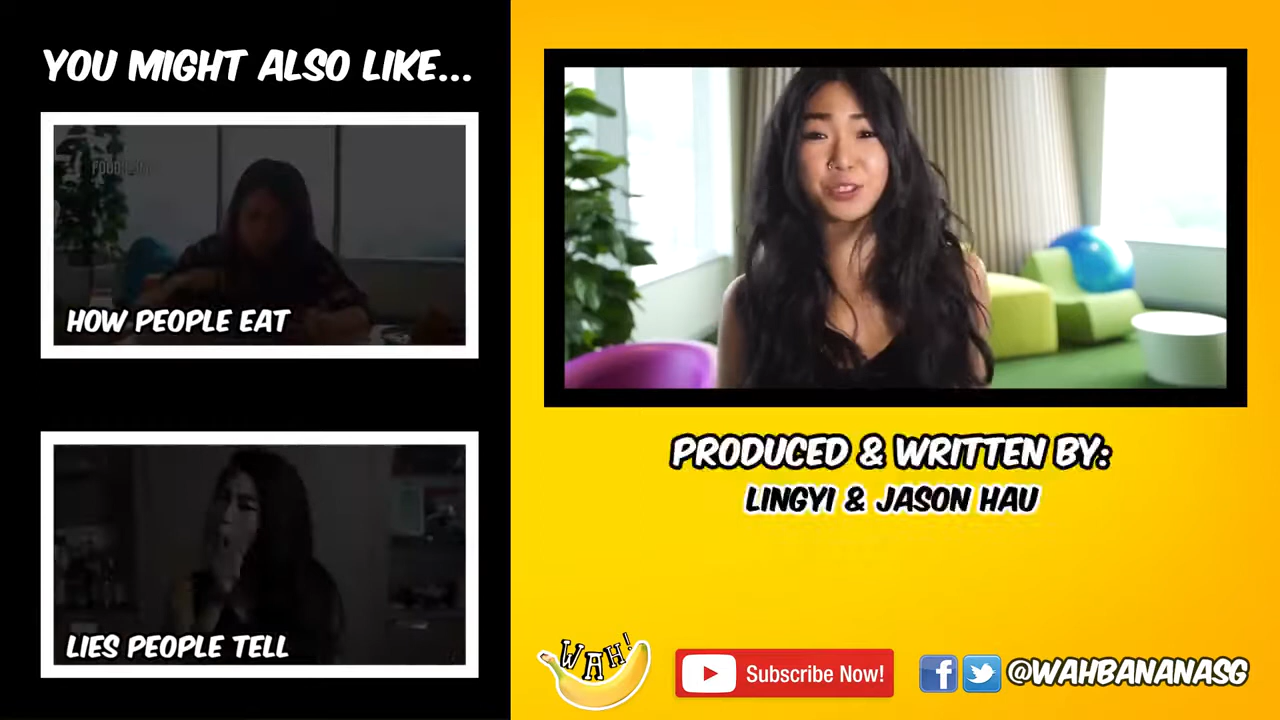 YOU MIGHT ALSO LIKE...
HOW PEOPLE EAT
LIES PEOPLE TELL
PRODUCED & WRITTEN BY:
LINGYI & JASON HAU
WAH!
Subscribe Now!
@WAHBANANASG